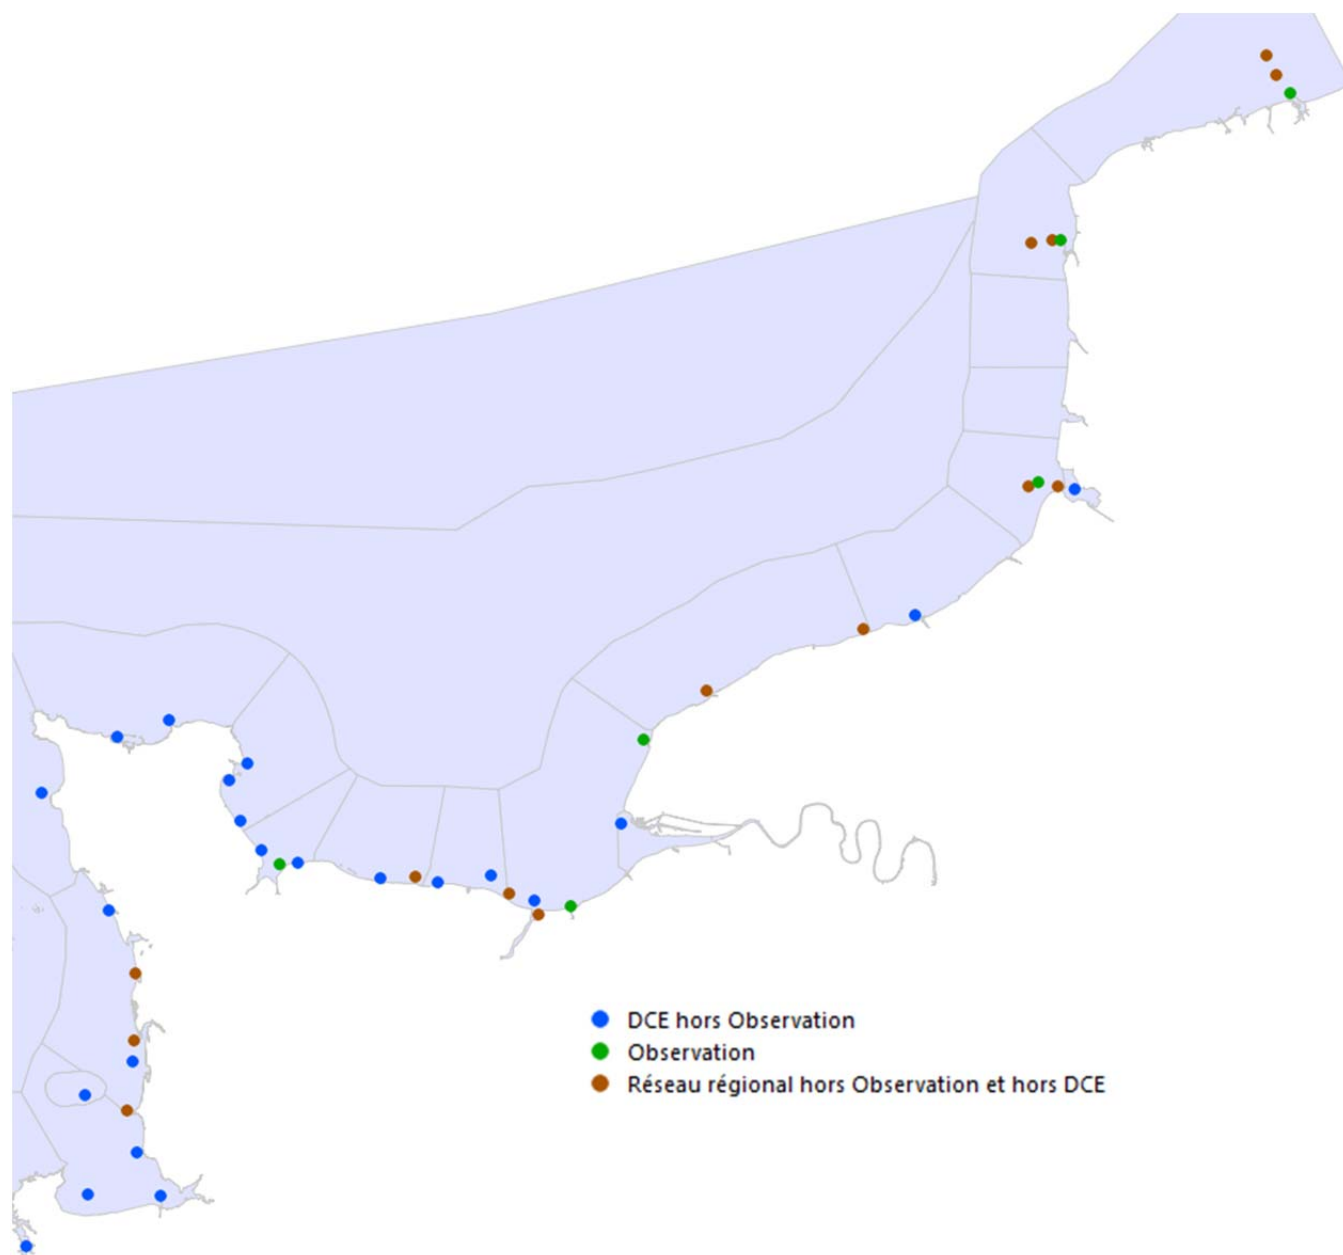 DCE hors Observation
Observation
Réseau régional hors Observation et hors DCE